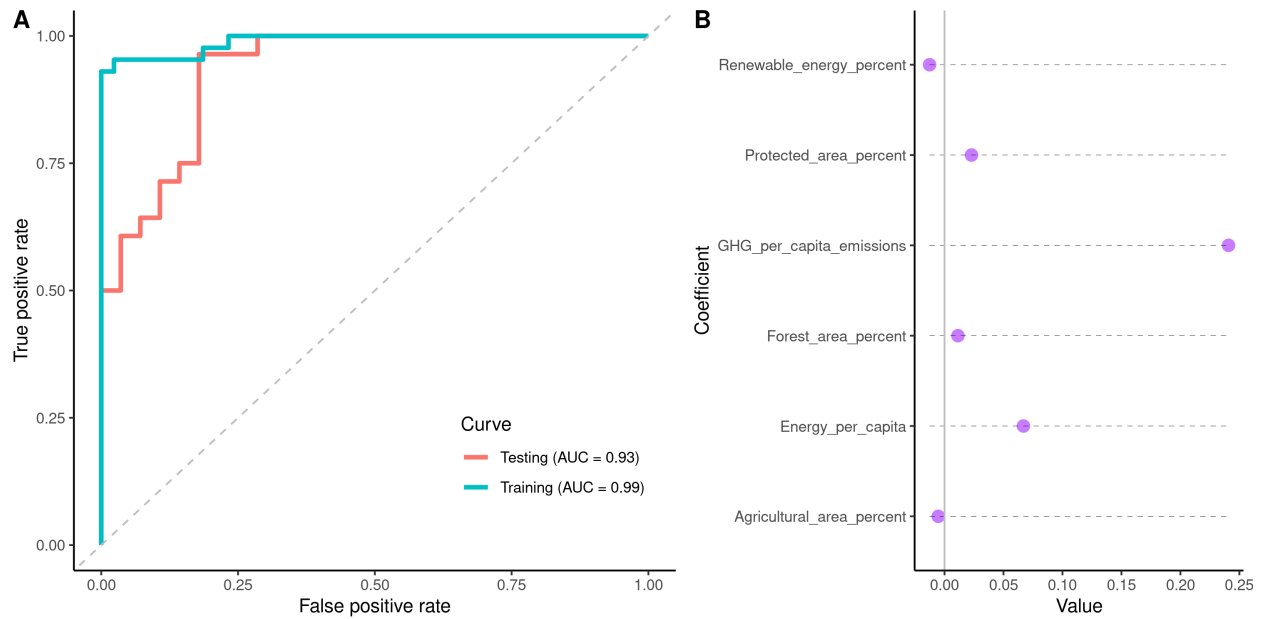 A
1.00
0.75
0.50
0.25
0.00
True positive rate
0.00
0.25
0.50
0.75
1.00
False positive rate
Curve
Testing (AUC = 0.93)
Training (AUC = 0.99)
B
Coefficient
Renewable_energy_percent
Protected_area_percent
GHG_per_capita_emissions
Forest_area_percent
Energy_per_capita
Agricultural_area_percent
0.00
0.05
0.10
0.15
0.20
0.25
Value